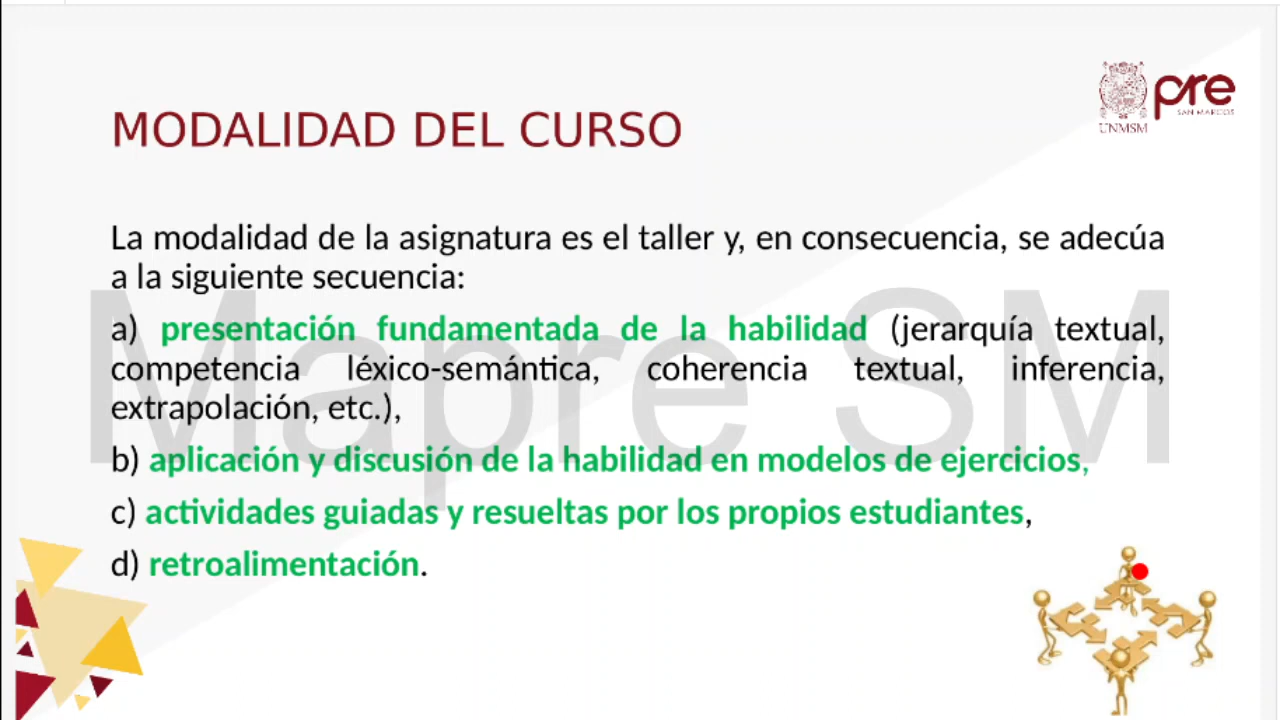 UNMSM
pre
SAN MARCOS
MODALIDAD DEL CURSO
La modalidad de la asignatura es el taller y, en consecuencia, se adecúa
a la siguiente secuencia:
a) presentación fundamentada de la habilidad (jerarquía textual,
competencia léxico-semántica, coherencia textual, inferencia,
extrapolación, etc.),
b) aplicación y discusión de la habilidad en modelos de ejercicios,
c) actividades guiadas y resueltas por los propios estudiantes,
d) retroalimentación.
Mapre SM